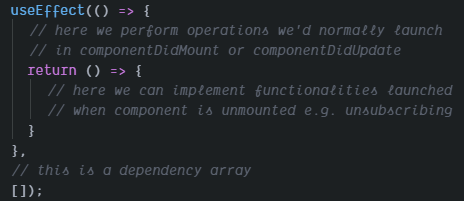 useEffect(() => {
// here we perform operations we'd normally launch
// in componentDidMount or componentDidUpdate
return () => {
// here we can implement functionalities launched
// when component is unmounted e.g. unsubscribing
}
},
// this is a dependency array
[]);